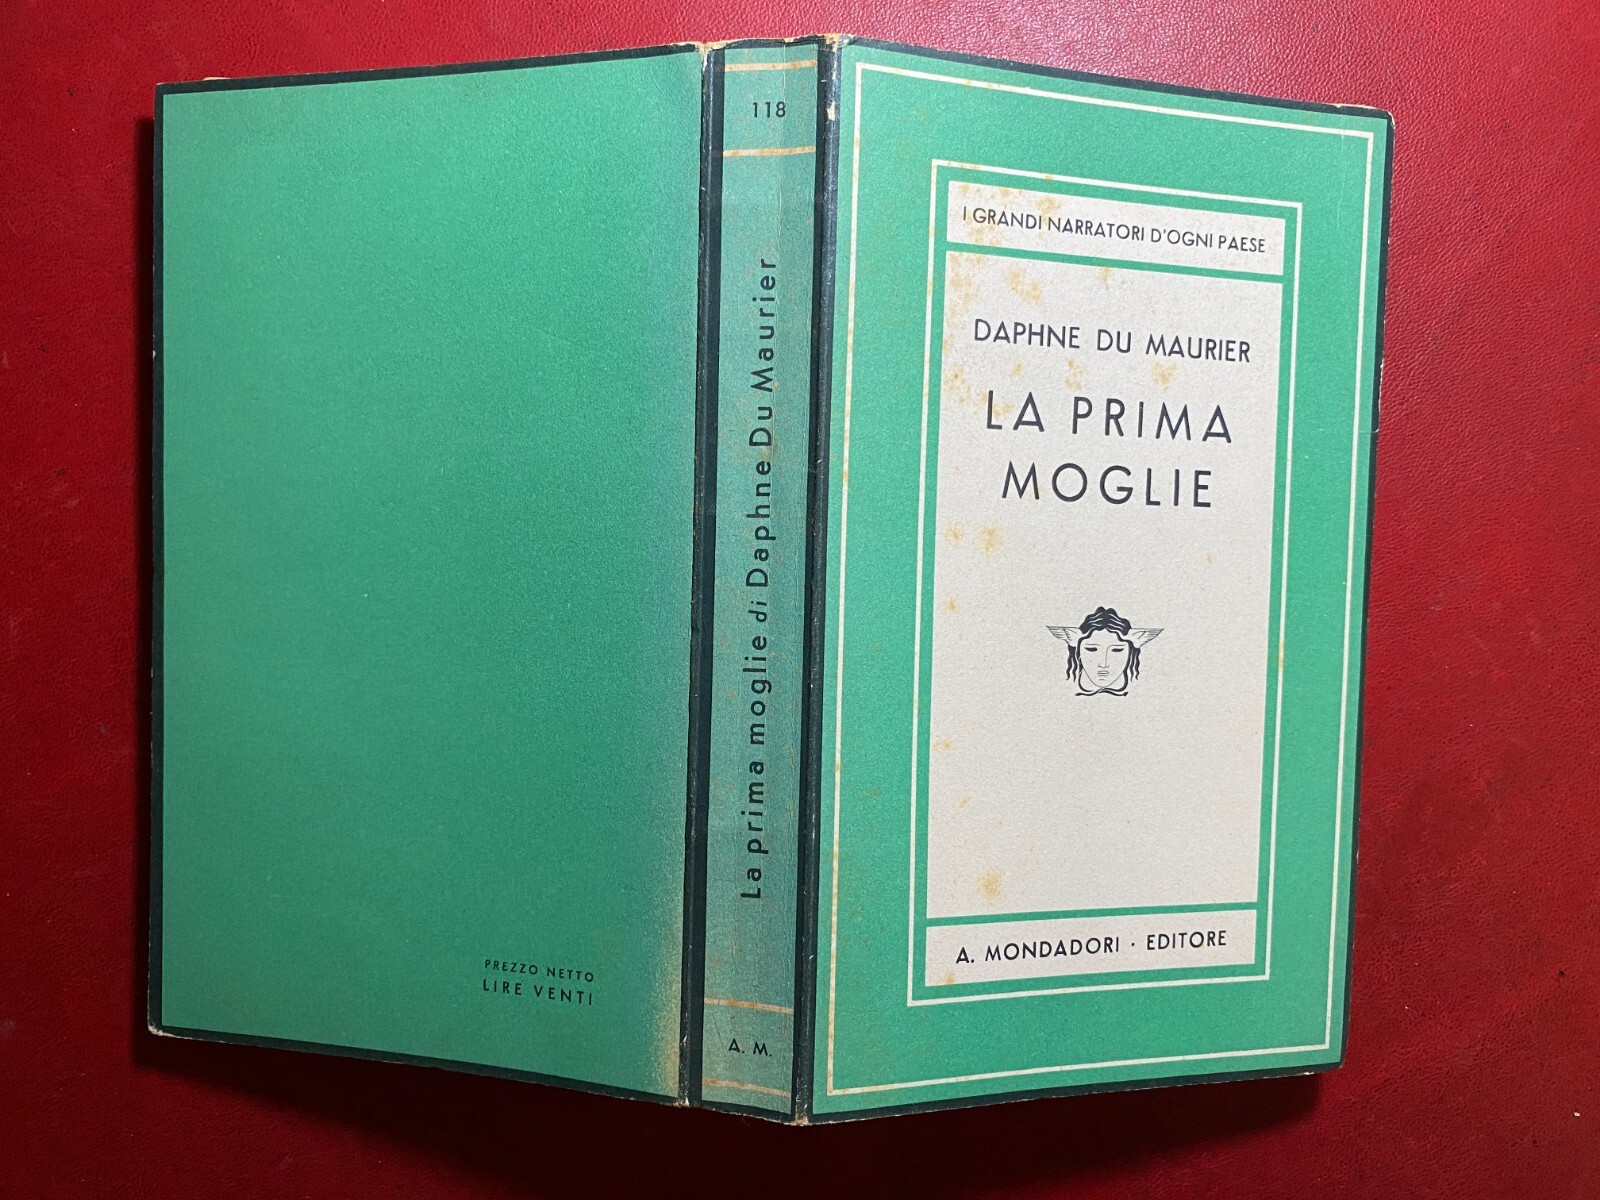 PREZZO NETTO
LIRE VENTI
118
La prima moglie di Daphne Du Maurier
A. M.
I GRANDI NARRATORI D'OGNI PAESE
DAPHNE DU MAURIER
LA PRIMA
MOGLIE
A. MONDADORI · EDITORE